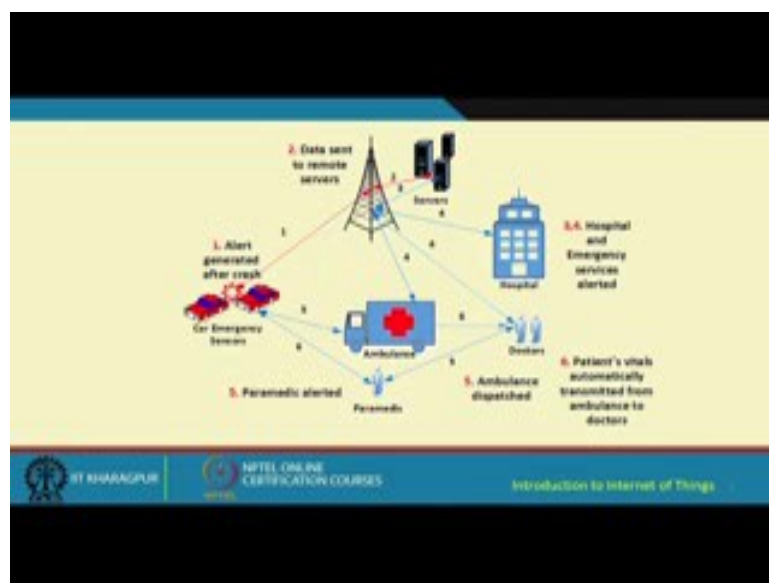 2. Data sent
to remote
servers
Servers
1. Alert
generated
after crash
Car Emergency
Sensors
3,4. Hospital
and
Emergency
services
alerted
Hospital
Ambulance
Doctors
5. Paramedic alerted
Paramedic
5. Ambulance
dispatched
6. Patient's vitals
automatically
transmitted from
ambulance to
doctors
IIT KHARAGPUR
NPTEL
NPTEL ONLINE
CERTIFICATION COURSES
Introduction to Internet of Things